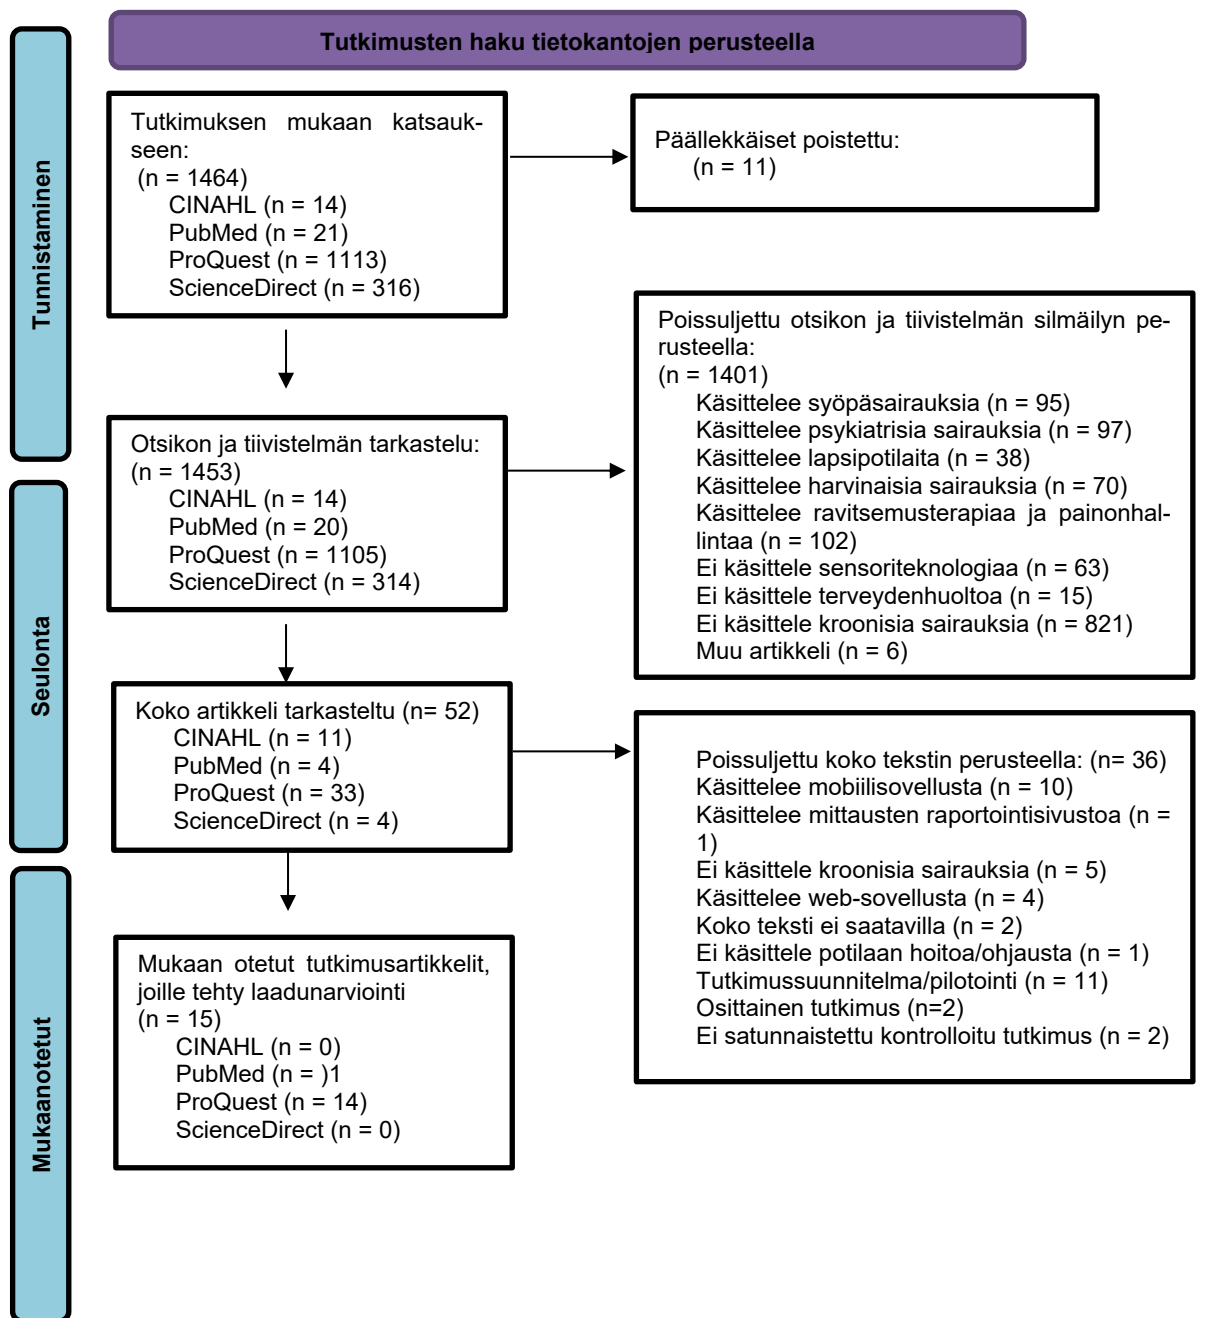 Tutkimusten haku tietokantojen perusteella
Tunnistaminen
Tutkimuksen mukaan katsauk-
seen:
(n = 1464)
CINAHL (n = 14)
PubMed (n = 21)
ProQuest (n = 1113)
ScienceDirect (n = 316)
Päällekkäiset poistettu:
(n = 11)
Otsikon ja tiivistelmän tarkastelu:
(n = 1453)
CINAHL (n = 14)
PubMed (n = 20)
ProQuest (n = 1105)
ScienceDirect (n = 314)
Poissuljettu otsikon ja tiivistelmän silmäilyn pe-
rusteella:
(n = 1401)
Käsittelee syöpäsairauksia (n = 95)
Käsittelee psykiatrisia sairauksia (n = 97)
Käsittelee lapsipotilaita (n = 38)
Käsittelee harvinaisia sairauksia (n = 70)
Käsittelee ravitsemusterapiaa ja painonhal-
lintaa (n = 102)
Ei käsittele sensoriteknologiaa (n = 63)
Ei käsittele terveydenhuoltoa (n = 15)
Ei käsittele kroonisia sairauksia (n = 821)
Muu artikkeli (n = 6)
Seulonta
Koko artikkeli tarkasteltu (n= 52)
CINAHL (n = 11)
PubMed (n = 4)
ProQuest (n = 33)
ScienceDirect (n = 4)
Poissuljettu koko tekstin perusteella: (n= 36)
Käsittelee mobiilisovellusta (n = 10)
Käsittelee mittausten raportointisivustoa (n =
1)
Ei käsittele kroonisia sairauksia (n = 5)
Käsittelee web-sovellusta (n = 4)
Koko teksti ei saatavilla (n = 2)
Ei käsittele potilaan hoitoa/ohjausta (n = 1)
Tutkimussuunnitelma/pilotointi (n = 11)
Osittainen tutkimus (n=2)
Ei satunnaistettu kontrolloitu tutkimus (n = 2)
Mukaanotetut
Mukaan otetut tutkimusartikkelit,
joille tehty laadunarviointi
(n = 15)
CINAHL (n = 0)
PubMed (n = )1
ProQuest (n = 14)
ScienceDirect (n = 0)